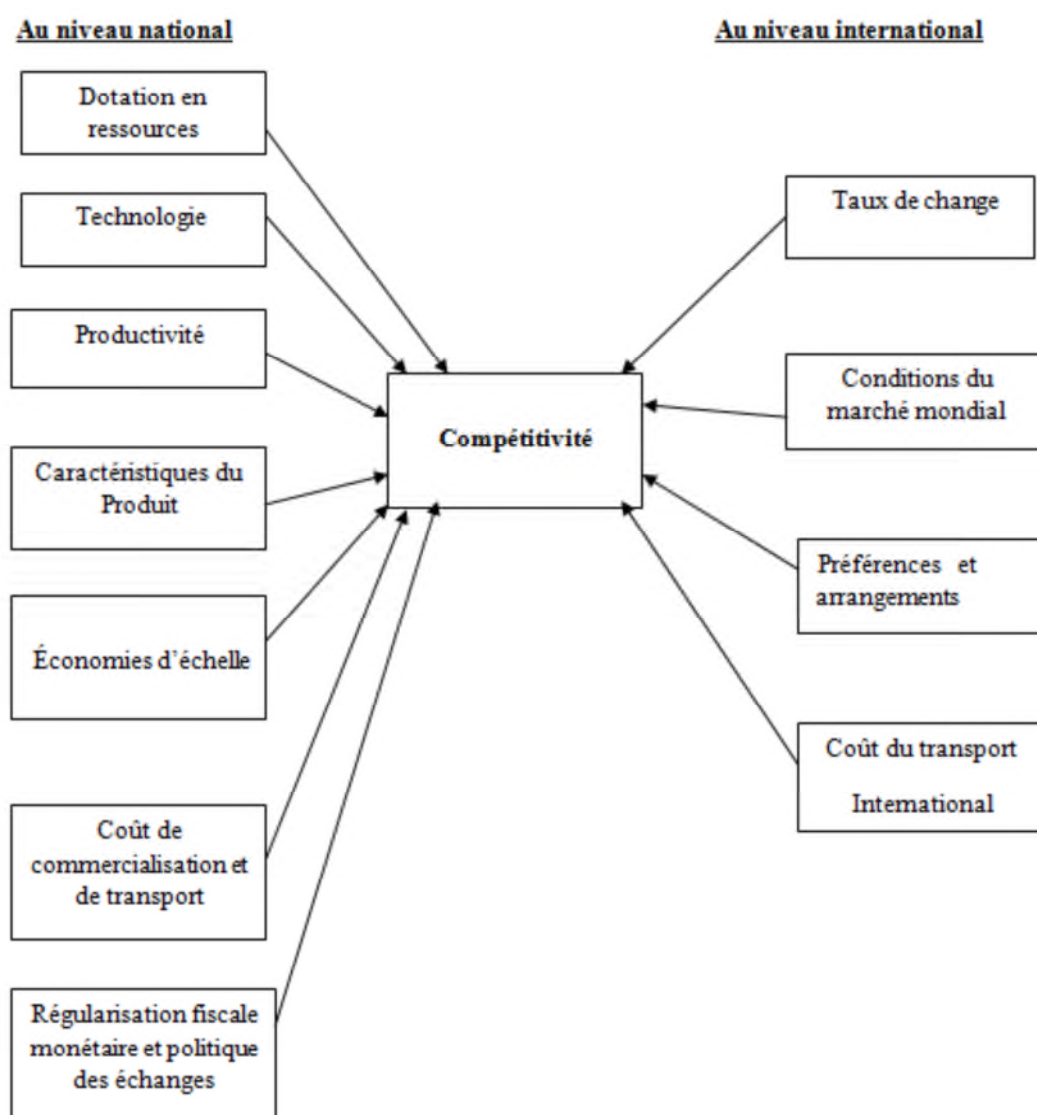 Au niveau national
Au niveau international
Dotation en
ressources
Technologie
Productivité
Caractéristiques du
Produit
Économies d’échelle
Coût de
commercialisation et
de transport
Régularisation fiscale
monétaire et politique
des échanges
Compétitivité
Taux de change
Conditions du
marché mondial
Préférences et
arrangements
Coût du transport
International